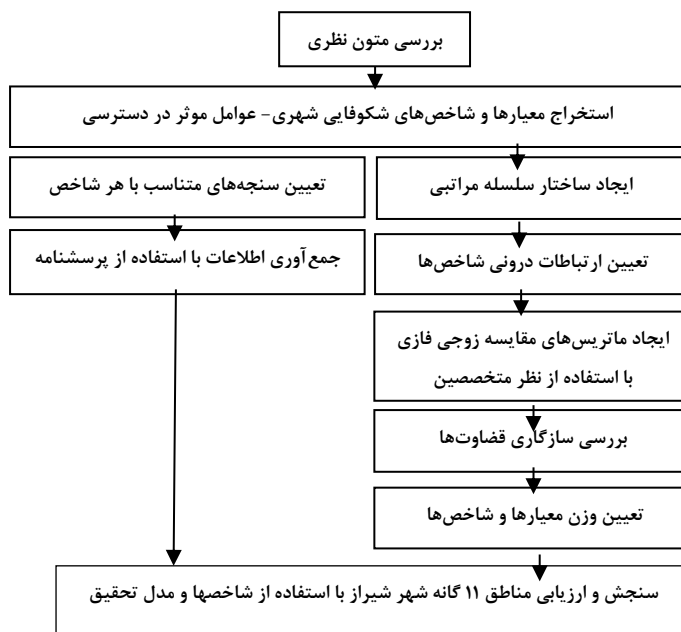 بررسی متون نظری
استخراج معیارها و شاخص‌های شکوفایی شهری- عوامل موثر در دسترسی
ایجاد ساختار سلسله مراتبی
تعیین سنجه‌های متناسب با هر شاخص
تعیین ارتباطات درونی شاخص‌ها
جمع‌آوری اطلاعات با استفاده از پرسشنامه
ایجاد ماتریس‌های مقایسه زوجی فازی
با استفاده از نظر متخصصین
بررسی سازگاری قضاوت‌ها
تعیین وزن معیارها و شاخص‌ها
سنجش و ارزیابی مناطق ۱۱ گانه شهر شیراز با استفاده از شاخصها و مدل تحقیق